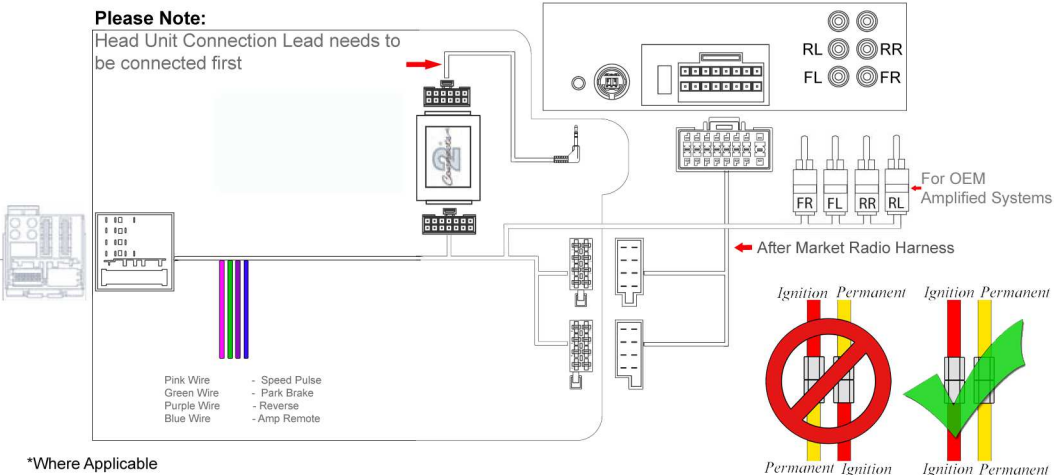 Please Note:
Head Unit Connection Lead needs to
be connected first
RL
RR
FL
FR
Connects 2
FR
FL
RR
RL
For OEM
Amplified Systems
After Market Radio Harness
Ignition Permanent
Ignition Permanent
Pink Wire - Speed Pulse
Green Wire - Park Brake
Purple Wire - Reverse
Blue Wire - Amp Remote
Permanent Ignition
Ignition Permanent
*Where Applicable